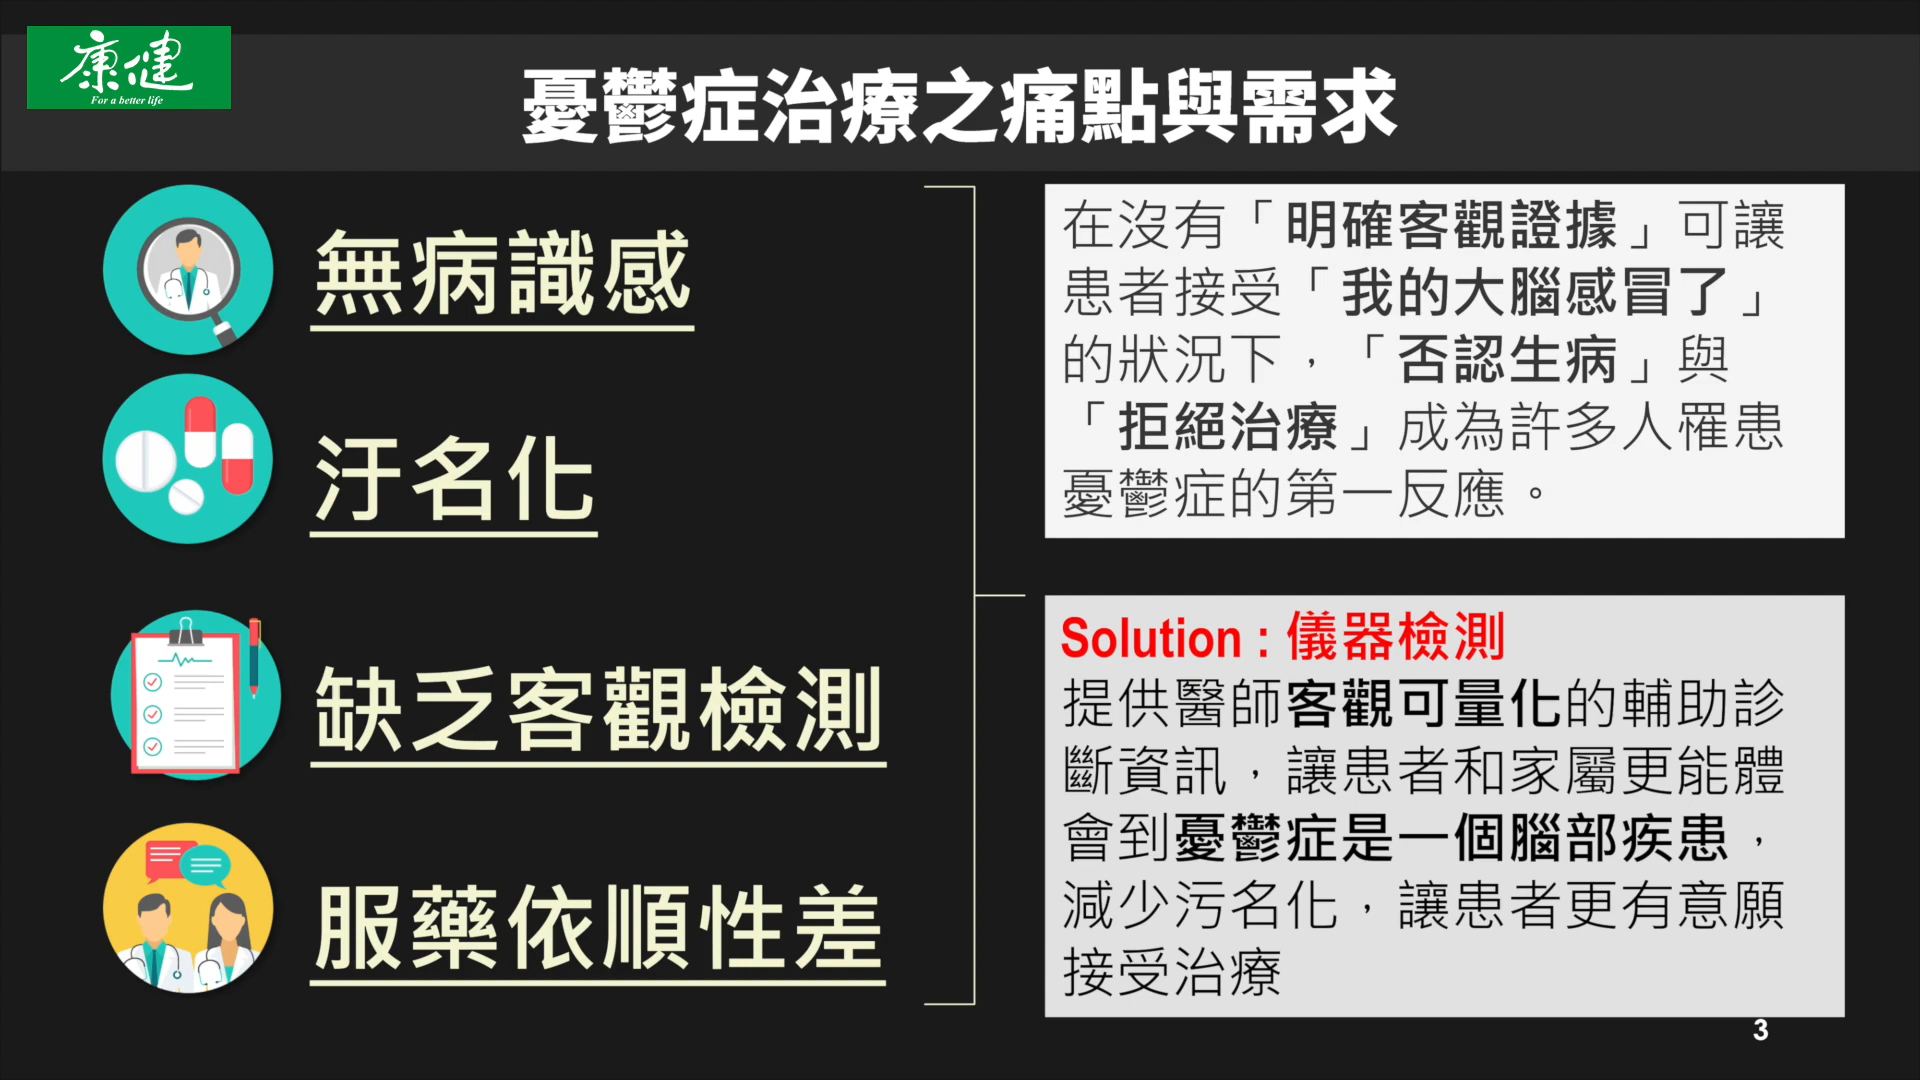 康健
For a better life
憂鬱症治療之痛點與需求
無病識感
汙名化
缺乏客觀檢測
服藥依順性差
在沒有「明確客觀證據」可讓
患者接受「我的大腦感冒了」
的狀況下，「否認生病」與
「拒絕治療」成為許多人罹患
憂鬱症的第一反應。
Solution : 儀器檢測
提供醫師客觀可量化的輔助診
斷資訊，讓患者和家屬更能體
會到憂鬱症是一個腦部疾患，
減少污名化，讓患者更有意願
接受治療
3